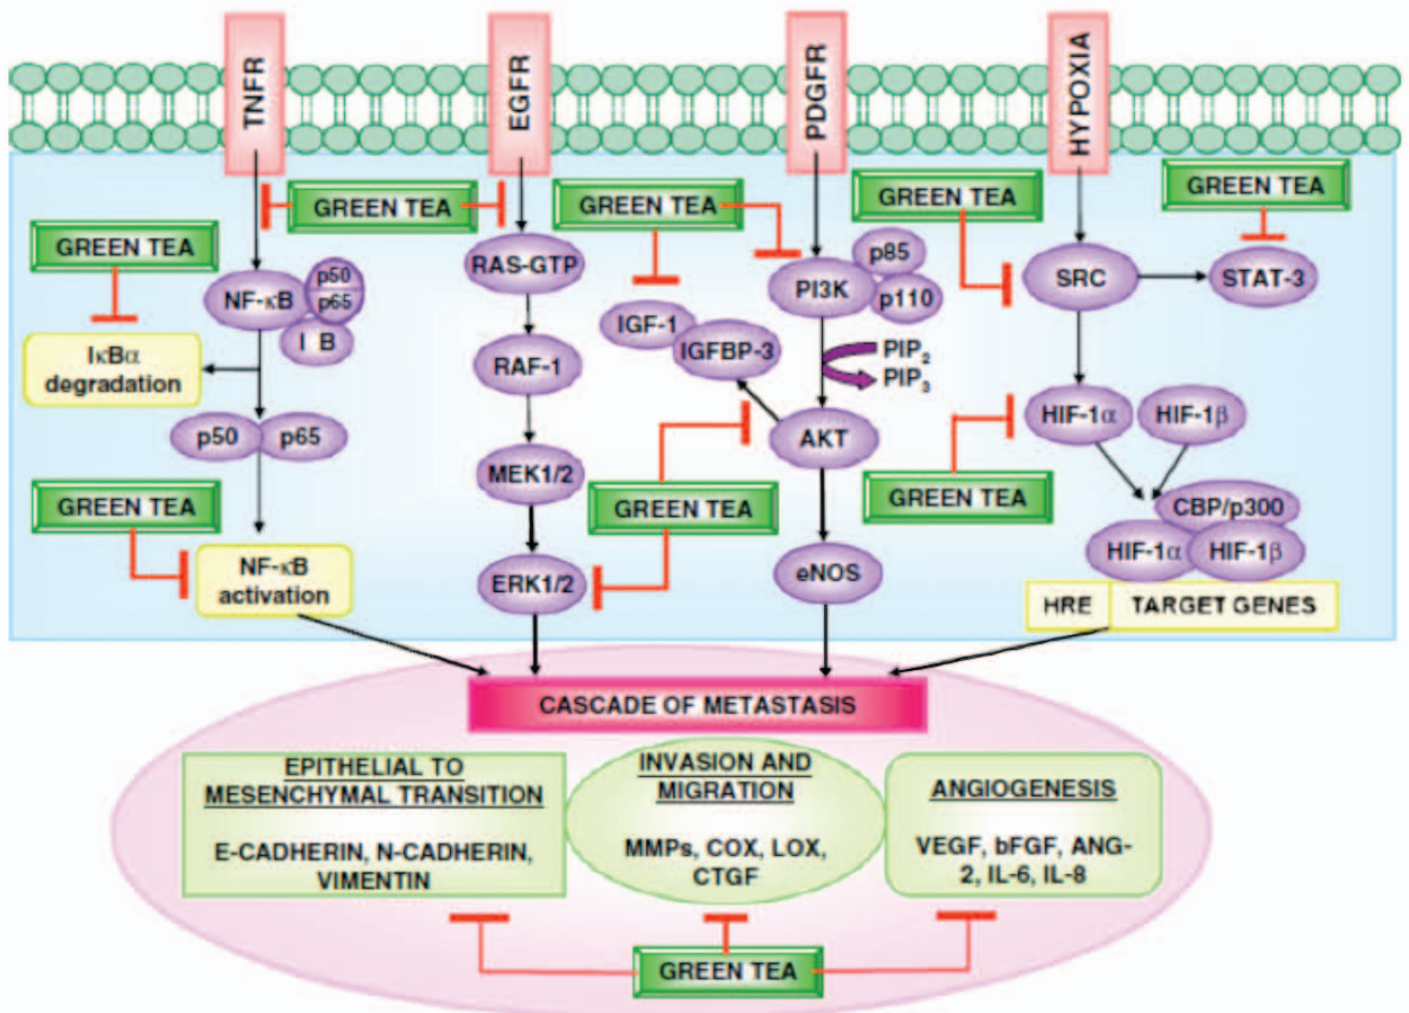 TNFR
EGFR
PDGFR
HYPOXIA
GREEN TEA
GREEN TEA
GREEN TEA
GREEN TEA
GREEN TEA
NF-κB
p50
p65
I B
RAS-GTP
PI3K
p85
p110
SRC
STAT-3
IκBα
degradation
RAF-1
IGF-1
IGFBP-3
PIP2
PIP3
p50
p65
MEK1/2
AKT
HIF-1α
HIF-1β
GREEN TEA
GREEN TEA
GREEN TEA
CBP/p300
HIF-1α
HIF-1β
NF-κB
activation
ERK1/2
eNOS
HRE
TARGET GENES
CASCADE OF METASTASIS
EPITHELIAL TO
MESENCHYMAL TRANSITION
E-CADHERIN, N-CADHERIN,
VIMENTIN
INVASION AND
MIGRATION
MMPs, COX, LOX,
CTGF
ANGIOGENESIS
VEGF, bFGF, ANG-
2, IL-6, IL-8
GREEN TEA